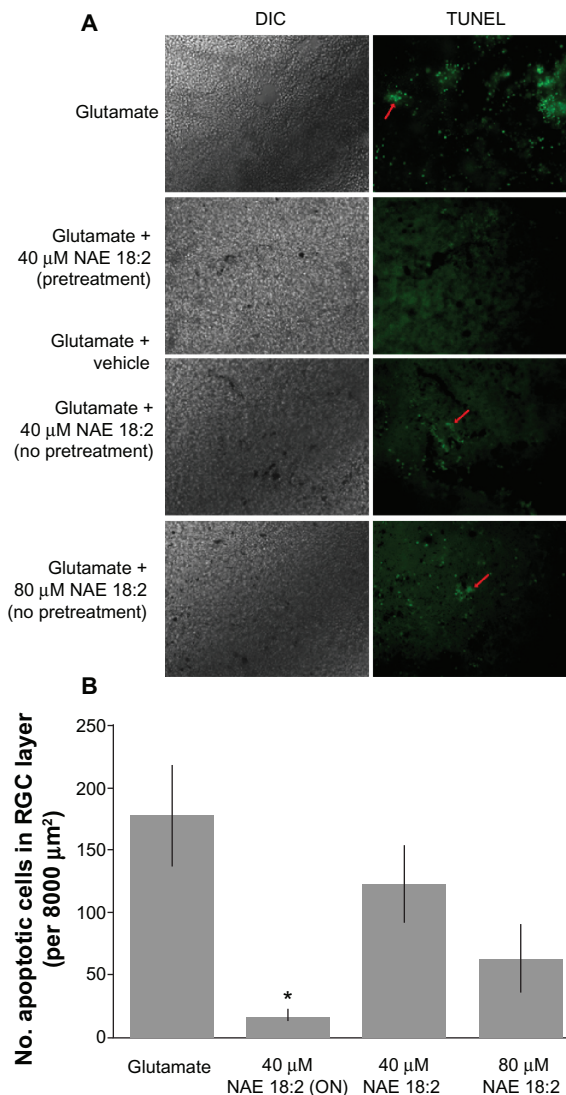 A
DIC
TUNEL
Glutamate
Glutamate +
40 μM NAE 18:2
(pretreatment)
Glutamate +
vehicle
Glutamate +
40 μM NAE 18:2
(no pretreatment)
Glutamate +
80 μM NAE 18:2
(no pretreatment)
B
No. apoptotic cells in RGC layer
(per 8000 μm²)
250
200
150
100
50
0
*
Glutamate
40 μM
NAE 18:2 (ON)
40 μM
NAE 18:2
80 μM
NAE 18:2